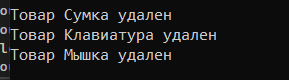 Товар Сумка удален
Товар Клавиатура удален
Товар Мышка удален